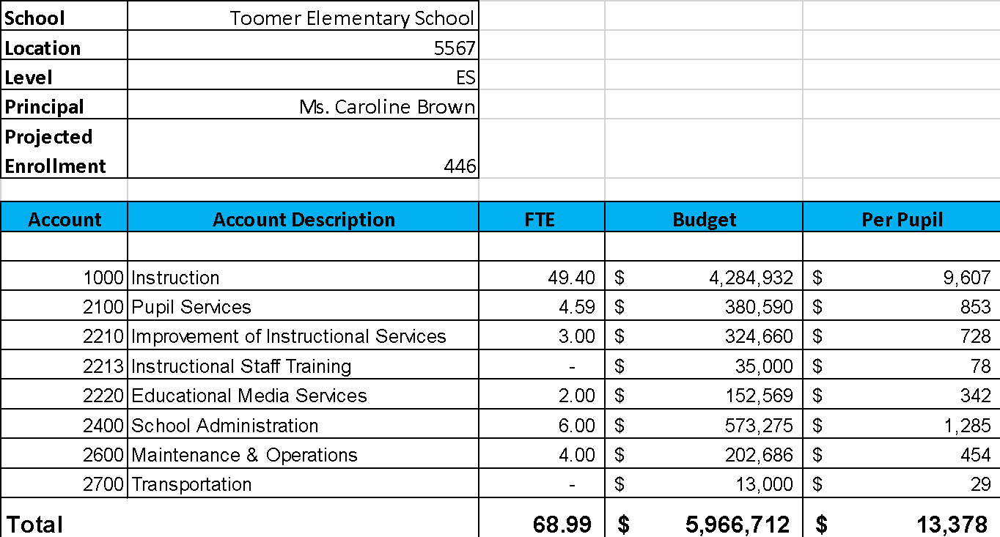 School Toomer Elementary School
Location 5567
Level ES
Principal Ms. Caroline Brown
Projected
Enrollment 446
Account Account Description FTE Budget Per Pupil
1000 Instruction 49.40 $ 4,284,932 $ 9,607
2100 Pupil Services 4.59 $ 380,590 $ 853
2210 Improvement of Instructional Services 3.00 $ 324,660 $ 728
2213 Instructional Staff Training - $ 35,000 $ 78
2220 Educational Media Services 2.00 $ 152,569 $ 342
2400 School Administration 6.00 $ 573,275 $ 1,285
2600 Maintenance & Operations 4.00 $ 202,686 $ 454
2700 Transportation - $ 13,000 $ 29
Total 68.99 $ 5,966,712 $ 13,378